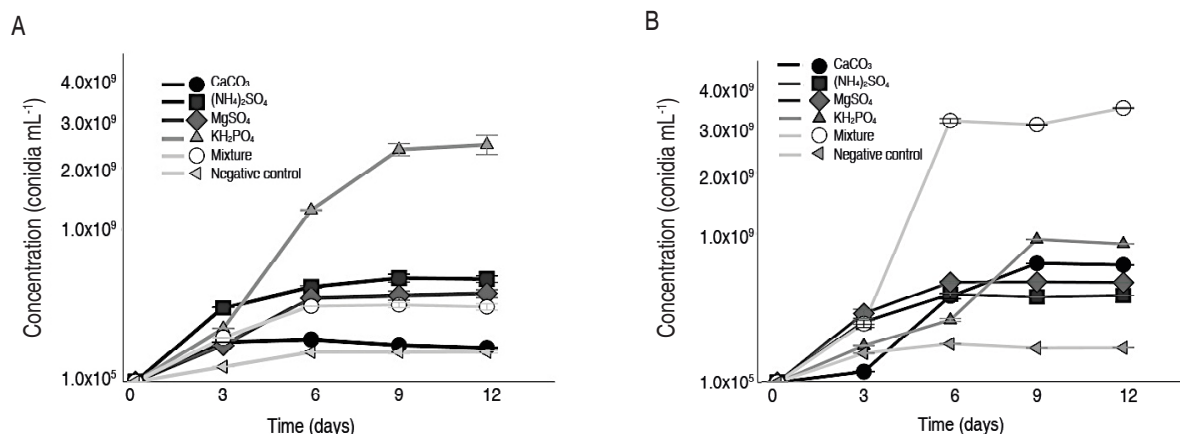 A
Concentration (conidia mL⁻¹)
4.0x10⁹
3.0x10⁹
2.0x10⁹
1.0x10⁹
1.0x10⁵
CaCO₃
(NH₄)₂SO₄
MgSO₄
KH₂PO₄
Mixture
Negative control
0 3 6 9 12
Time (days)
B
Concentration (conidia mL⁻¹)
4.0x10⁹
3.0x10⁹
2.0x10⁹
1.0x10⁹
1.0x10⁵
CaCO₃
(NH₄)₂SO₄
MgSO₄
KH₂PO₄
Mixture
Negative control
0 3 6 9 12
Time (days)